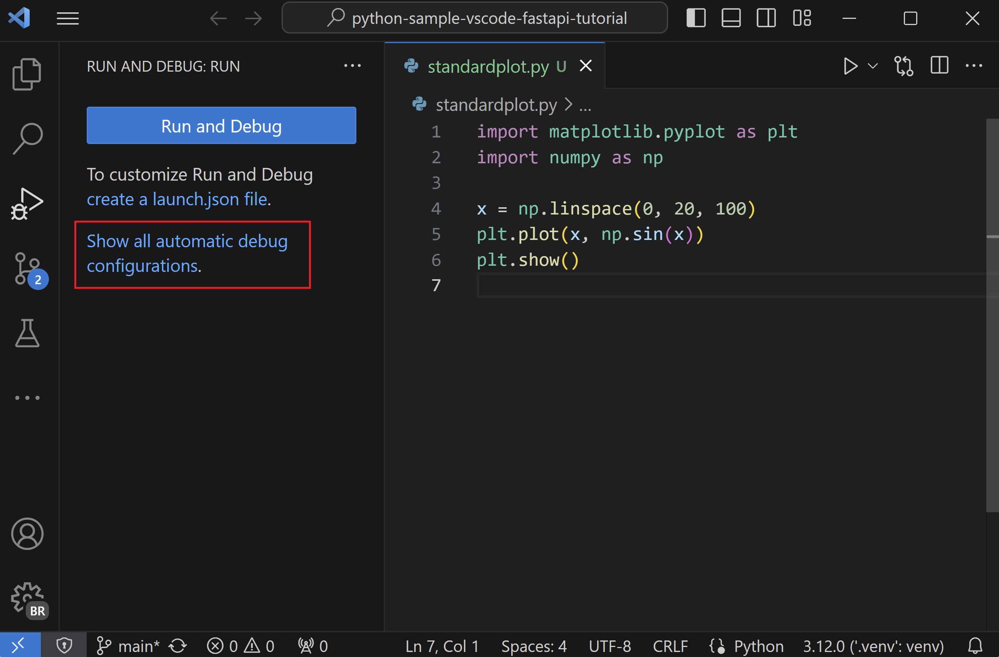 python-sample-vscode-fastapi-tutorial
RUN AND DEBUG: RUN
Run and Debug
To customize Run and Debug
create a launch.json file.
Show all automatic debug
configurations.
2
BR
standardplot.py U
standardplot.py > ...
1 import matplotlib.pyplot as plt
2 import numpy as np
3
4 x = np.linspace(0, 20, 100)
5 plt.plot(x, np.sin(x))
6 plt.show()
7
main* 0 0 0 Ln 7, Col 1 Spaces: 4 UTF-8 CRLF Python 3.12.0 ('.venv': venv)